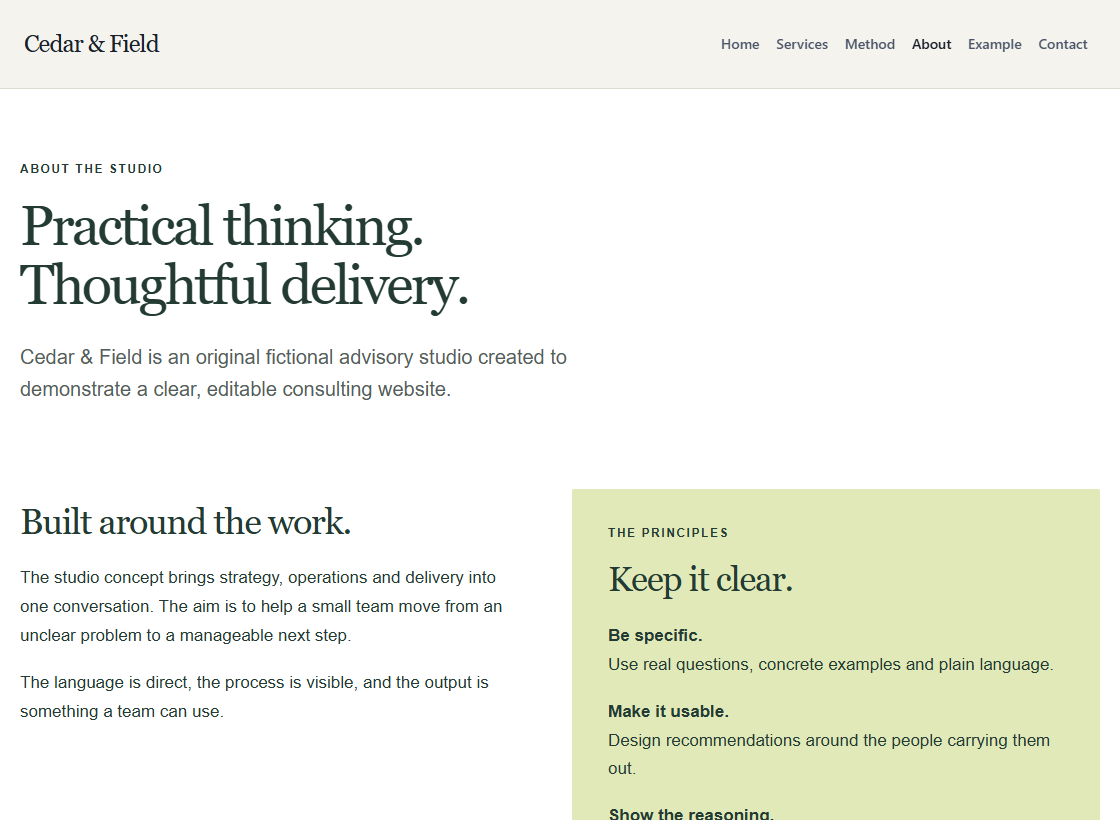 Cedar & Field
Home Services Method About Example Contact
ABOUT THE STUDIO
Practical thinking.
Thoughtful delivery.
Cedar & Field is an original fictional advisory studio created to
demonstrate a clear, editable consulting website.
Built around the work.
The studio concept brings strategy, operations and delivery into
one conversation. The aim is to help a small team move from an
unclear problem to a manageable next step.
The language is direct, the process is visible, and the output is
something a team can use.
THE PRINCIPLES
Keep it clear.
Be specific.
Use real questions, concrete examples and plain language.
Make it usable.
Design recommendations around the people carrying them
out.
Show the reasoning.